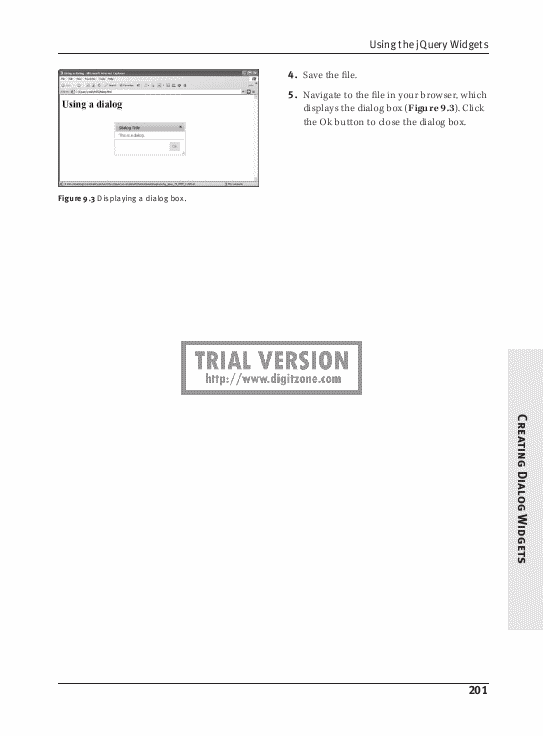 Using the jQuery Widgets
Using a dialog
Dialog Title
This is a dialog.
Ok
Figure 9.3 Displaying a dialog box.
4. Save the file.
5. Navigate to the file in your browser, which
displays the dialog box (Figure 9.3). Click
the Ok button to close the dialog box.
TRIAL VERSION
http://www.digitzone.com
Creating Dialog Widgets
201